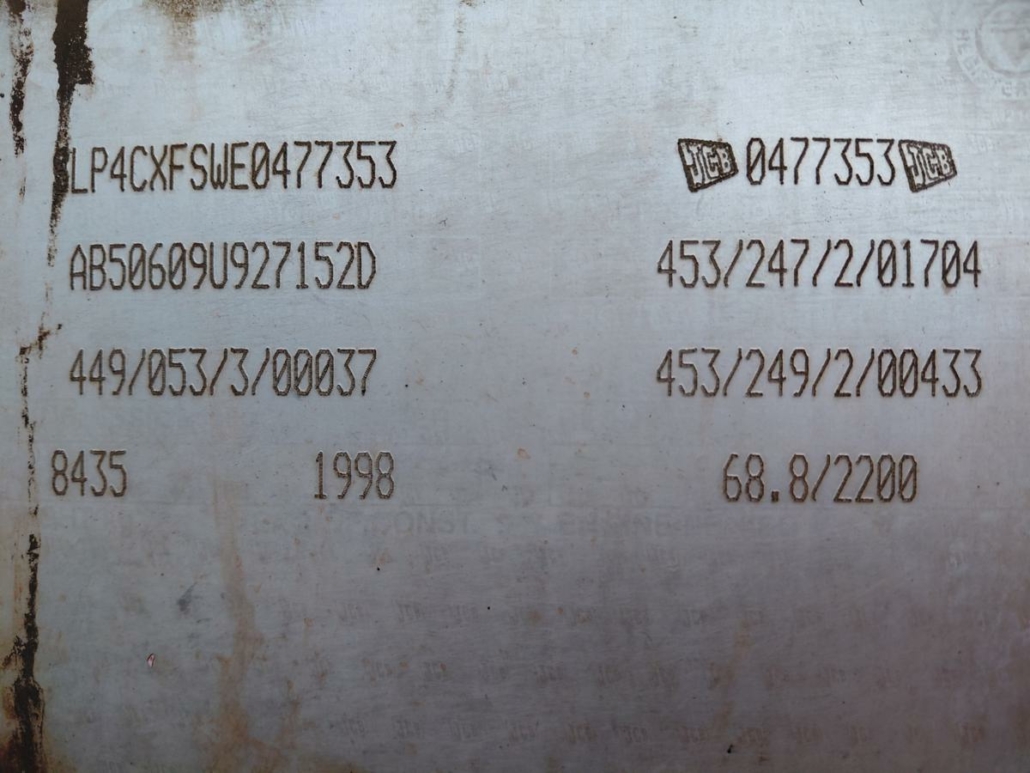 SLP4CXFSWE0477353
JCB 0477353 JCB
AB50609U927152D
453/247/2/01704
449/053/3/00037
453/249/2/00433
8435 1998 68.8/2200